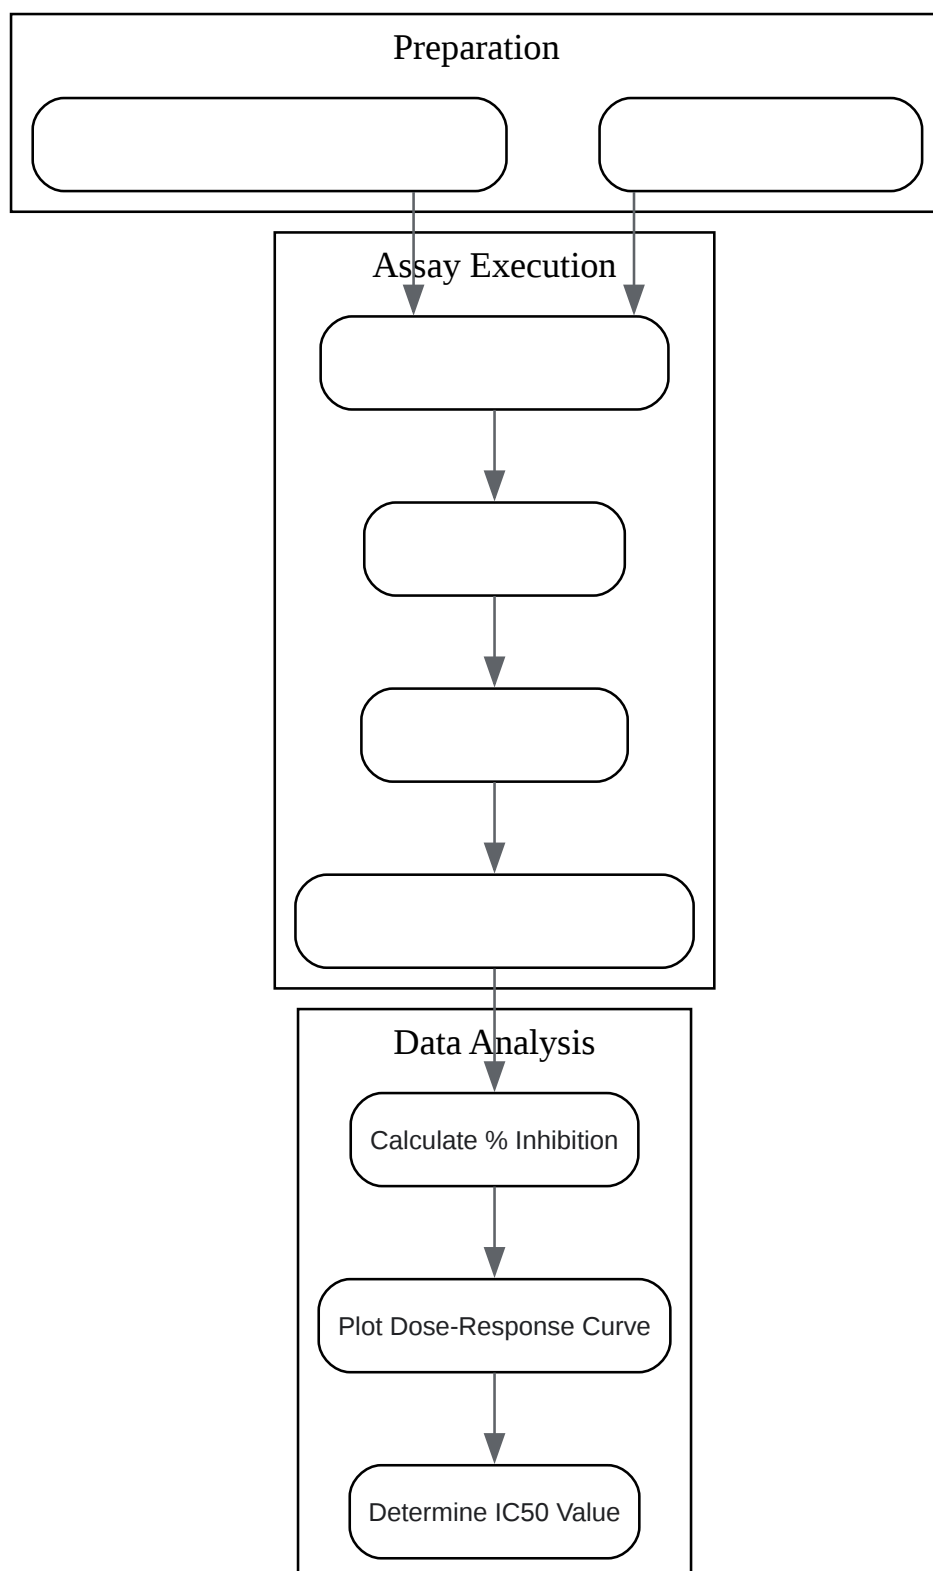 Preparation
Assay Execution
Data Analysis
Calculate % Inhibition
Plot Dose-Response Curve
Determine IC50 Value